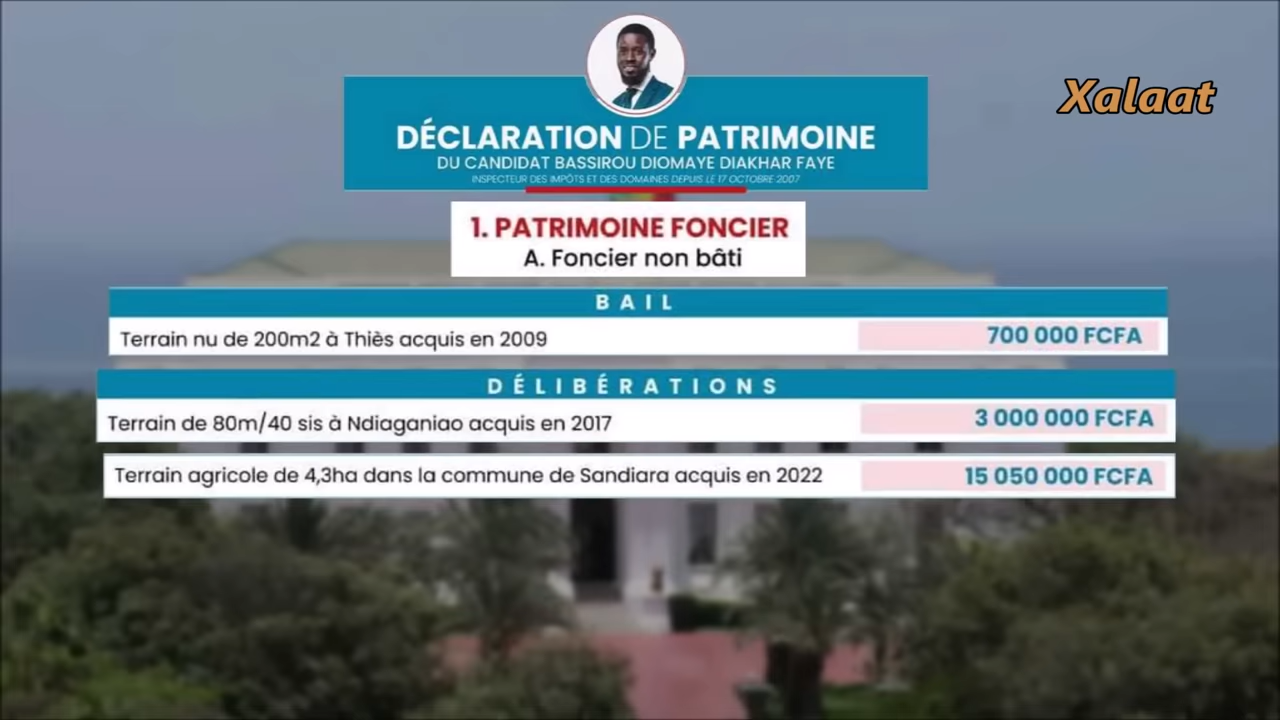 Xalaat
DÉCLARATION DE PATRIMOINE
DU CANDIDAT BASSIROU DIOMAYE DIAKHAR FAYE
INSPECTEUR DES IMPÔTS ET DES DOMAINES DEPUIS LE 17 OCTOBRE 2007
1. PATRIMOINE FONCIER
A. Foncier non bâti
BAIL
Terrain nu de 200m2 à Thiès acquis en 2009 700 000 FCFA
DÉLIBÉRATIONS
Terrain de 80m/40 sis à Ndiaganiao acquis en 2017 3 000 000 FCFA
Terrain agricole de 4,3ha dans la commune de Sandiara acquis en 2022 15 050 000 FCFA